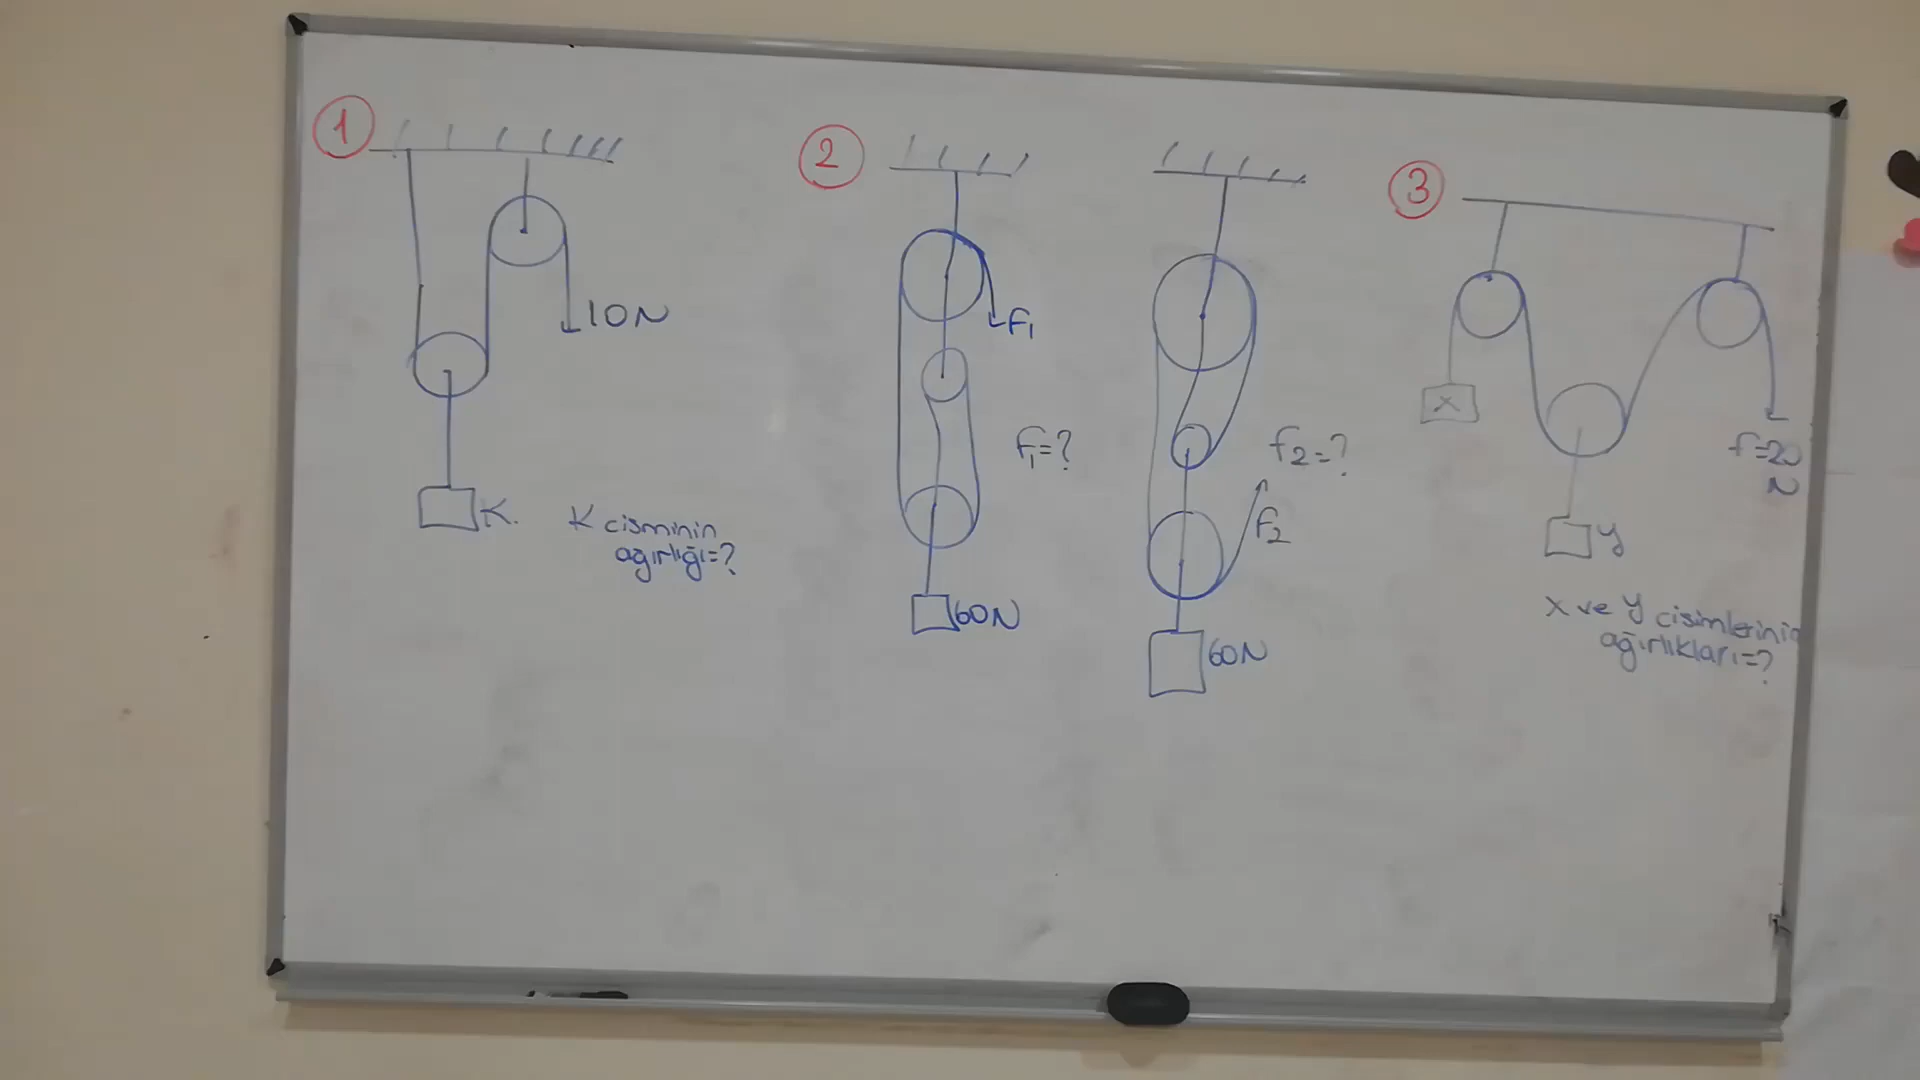 1
10N
K.
K cisminin
ağırlığı=?
2
F₁
F₁=?
60N
f₂=?
F₂
60N
3
X
f=20
N
y
X ve y cisimlerinin
ağırlıkları=?